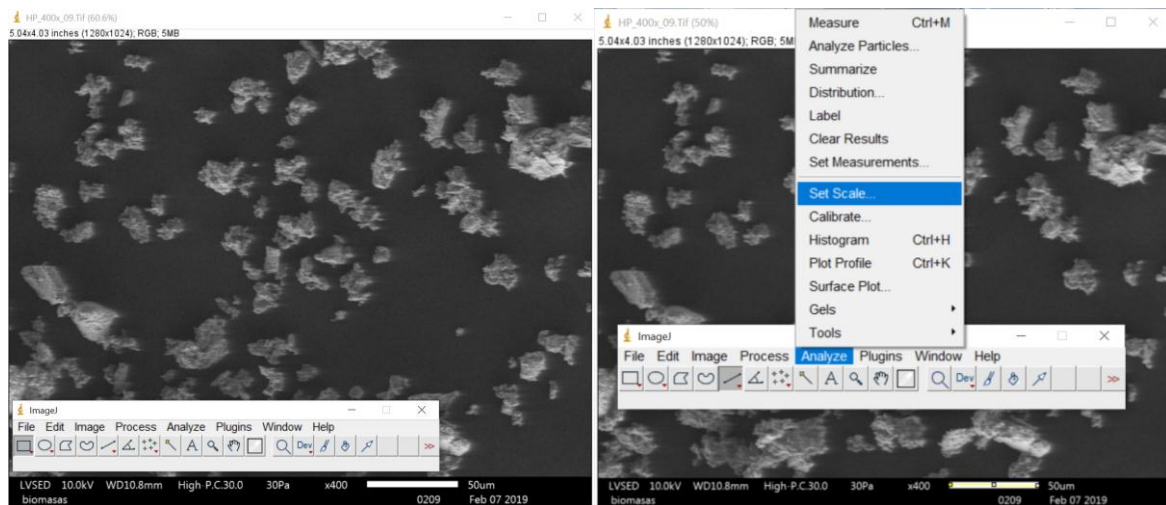 HP_400x_09.Tif (60.6%)
5.04x4.03 inches (1280x1024); RGB; 5MB
ImageJ
File Edit Image Process Analyze Plugins Window Help
A Dev >>
LVSED 10.0kV WD10.8mm High-P.C.30.0 30Pa x400 50um
biomasas 0209 Feb 07 2019
HP_400x_09.Tif (50%)
5.04x4.03 inches (1280x1024); RGB; 5M
Measure Ctrl+M
Analyze Particles...
Summarize
Distribution...
Label
Clear Results
Set Measurements...
Set Scale...
Calibrate...
Histogram Ctrl+H
Plot Profile Ctrl+K
Surface Plot...
Gels
Tools
ImageJ
File Edit Image Process Analyze Plugins Window Help
A Dev >>
LVSED 10.0kV WD10.8mm High-P.C.30.0 30Pa x400 50um
biomasas 0209 Feb 07 2019